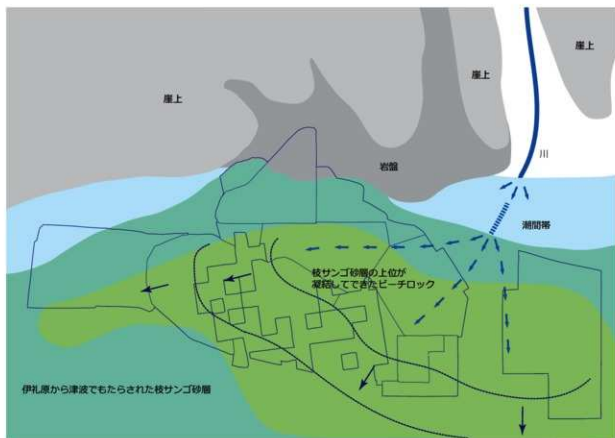 崖上
崖上
崖上
川
岩盤
潮間帯
枝サンゴ砂層の上位が
凝結してできたビーチロック
伊礼原から津波でもたらされた枝サンゴ砂層